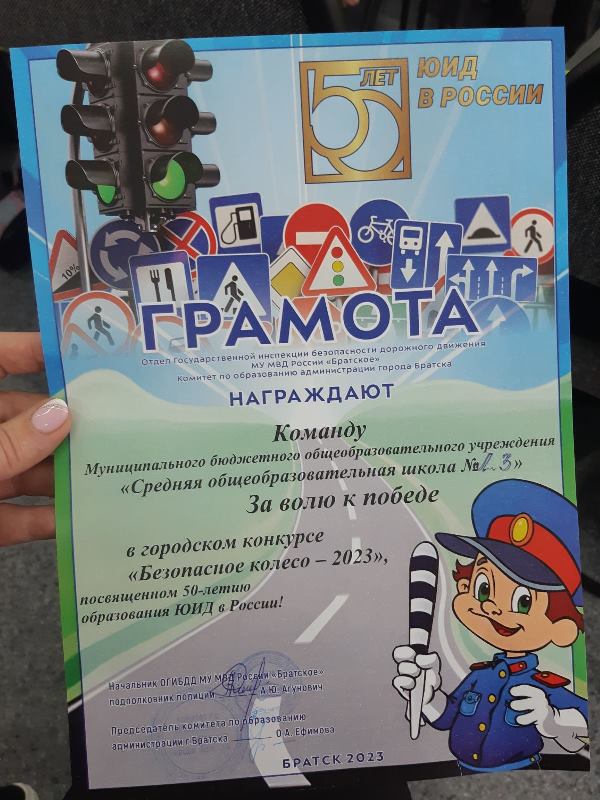 50 ЛЕТ
ЮИД
В РОССИИ
10%
ГРАМОТА
Отдел Государственной инспекции безопасности дорожного движения
МУ МВД России «Братское»
Комитет по образованию администрации города Братска
НАГРАЖДАЮТ
Команду
Муниципального бюджетного общеобразовательного учреждения
«Средняя общеобразовательная школа №13»
За волю к победе
в городском конкурсе
«Безопасное колесо – 2023»,
посвященном 50-летию
образования ЮИД в России!
Начальник ОГИБДД МУ МВД России «Братское»
подполковник полиции А.Ю. Агунович
Председатель комитета по образованию
администрации г.Братска ________ О.А. Ефимова
БРАТСК 2023